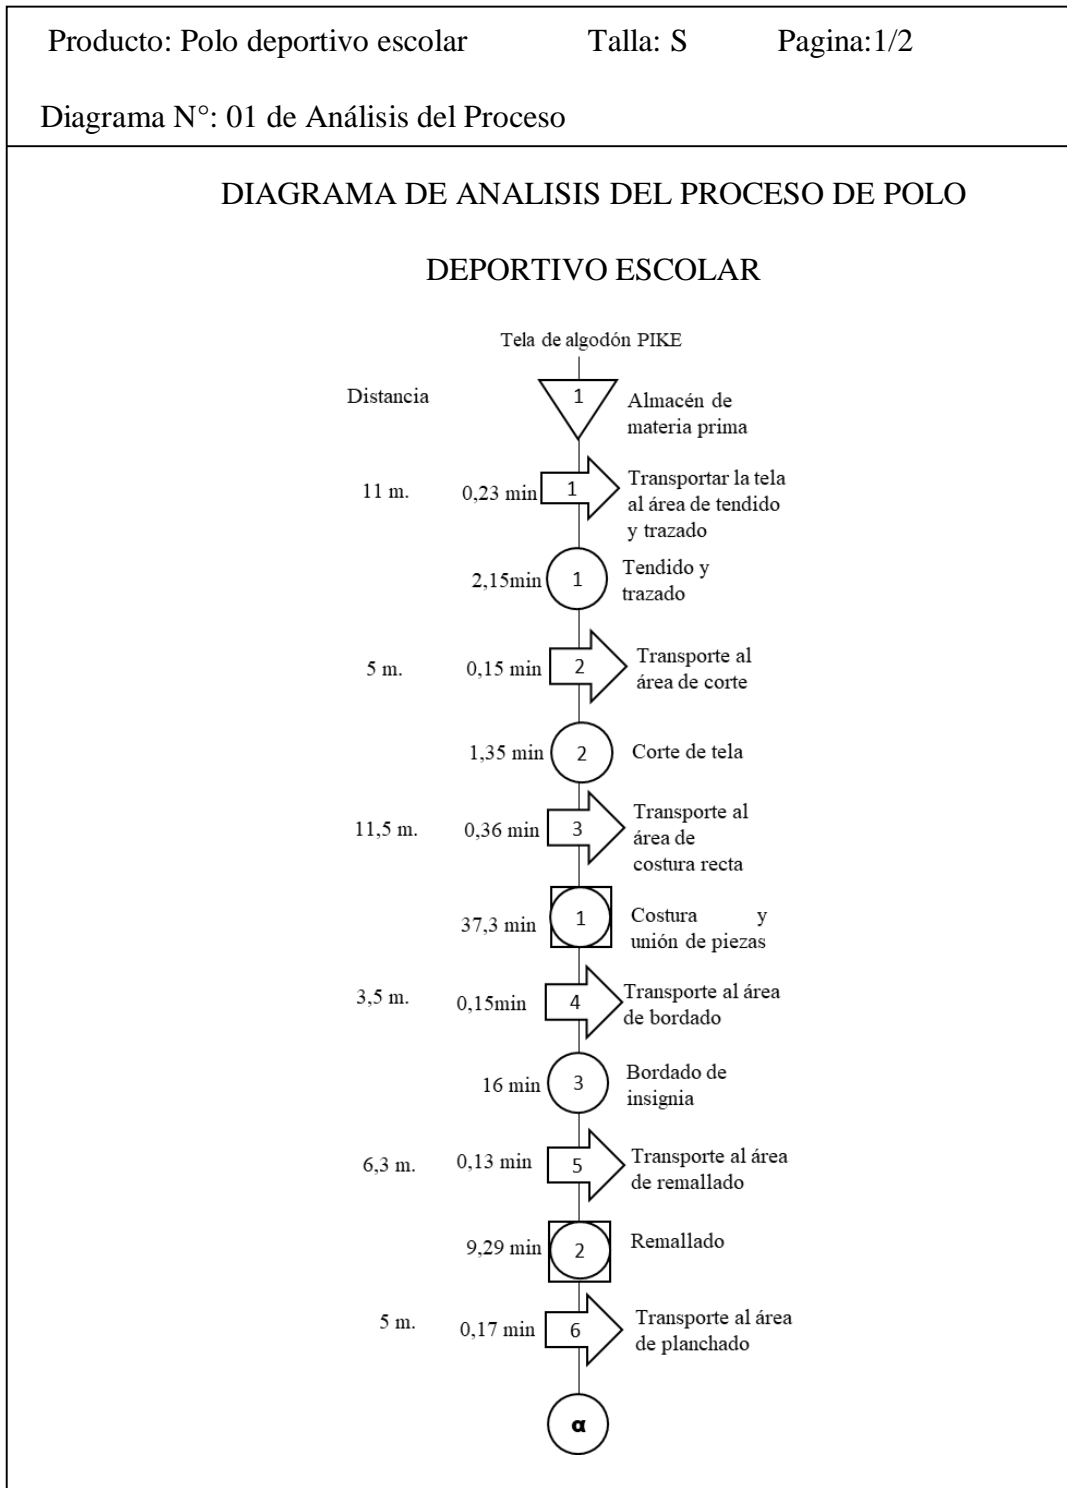 Producto: Polo deportivo escolar Talla: S Pagina:1/2
Diagrama N°: 01 de Análisis del Proceso
DIAGRAMA DE ANALISIS DEL PROCESO DE POLO
DEPORTIVO ESCOLAR
Tela de algodón PIKE
Distancia
1
Almacén de
materia prima
11 m.
0,23 min
1
Transportar la tela
al área de tendido
y trazado
2,15min
1
Tendido y
trazado
5 m.
0,15 min
2
Transporte al
área de corte
1,35 min
2
Corte de tela
11,5 m.
0,36 min
3
Transporte al
área de
costura recta
37,3 min
1
Costura y
unión de piezas
3,5 m.
0,15min
4
Transporte al área
de bordado
16 min
3
Bordado de
insignia
6,3 m.
0,13 min
5
Transporte al área
de remallado
9,29 min
2
Remallado
5 m.
0,17 min
6
Transporte al área
de planchado
α